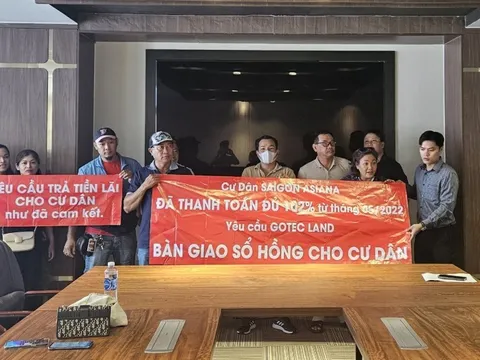 ÊU CẦU TRẢ TIỀN LÃI
CHO CƯ DÂN
như đã cam kết.
Cư Dân SAIGON ASIANA
ĐÃ THANH TOÁN ĐỦ 102% từ tháng 05/2022
Yêu cầu GOTEC LAND
BÀN GIAO SỔ HỒNG CHO CƯ DÂN